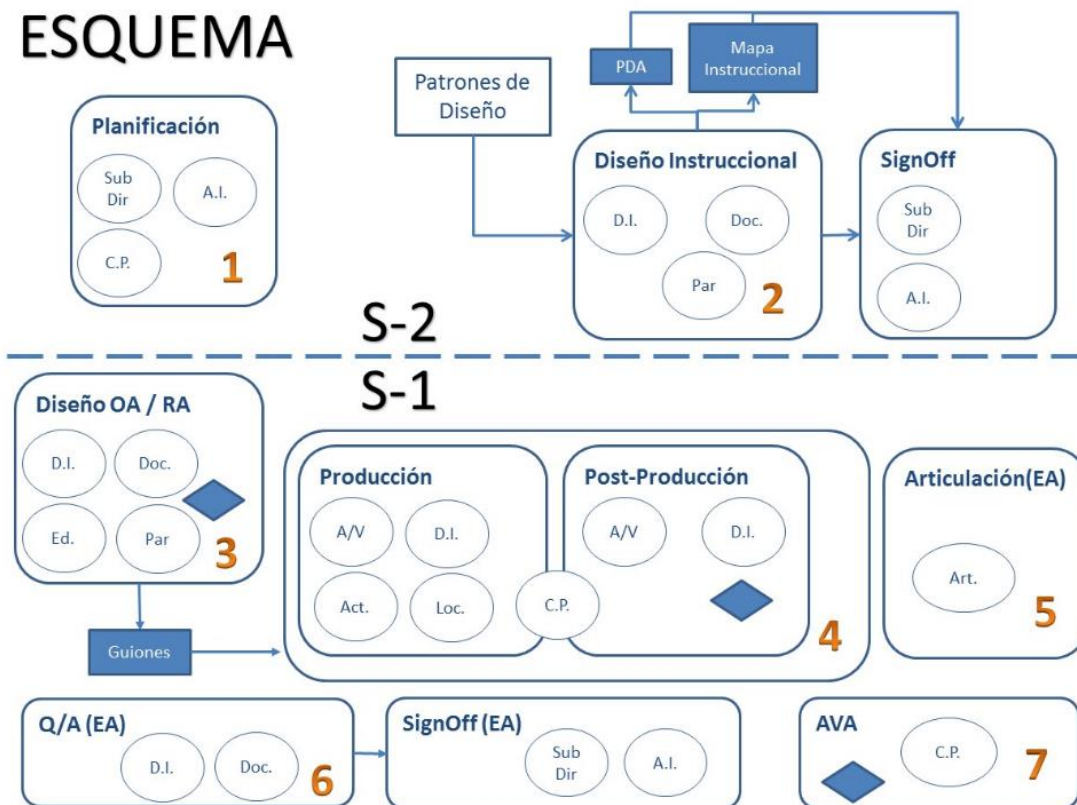 ESQUEMA
Planificación
Sub
Dir
A.I.
C.P.
1
Patrones de
Diseño
PDA
Mapa
Instruccional
Diseño Instruccional
D.I.
Doc.
Par
2
SignOff
Sub
Dir
A.I.
S-2
S-1
Diseño OA / RA
D.I.
Doc.
Ed.
Par
3
Guiones
Producción
A/V
D.I.
Act.
Loc.
C.P.
Post-Producción
A/V
D.I.
4
Articulación(EA)
Art.
5
Q/A (EA)
D.I.
Doc.
6
SignOff (EA)
Sub
Dir
A.I.
AVA
C.P.
7